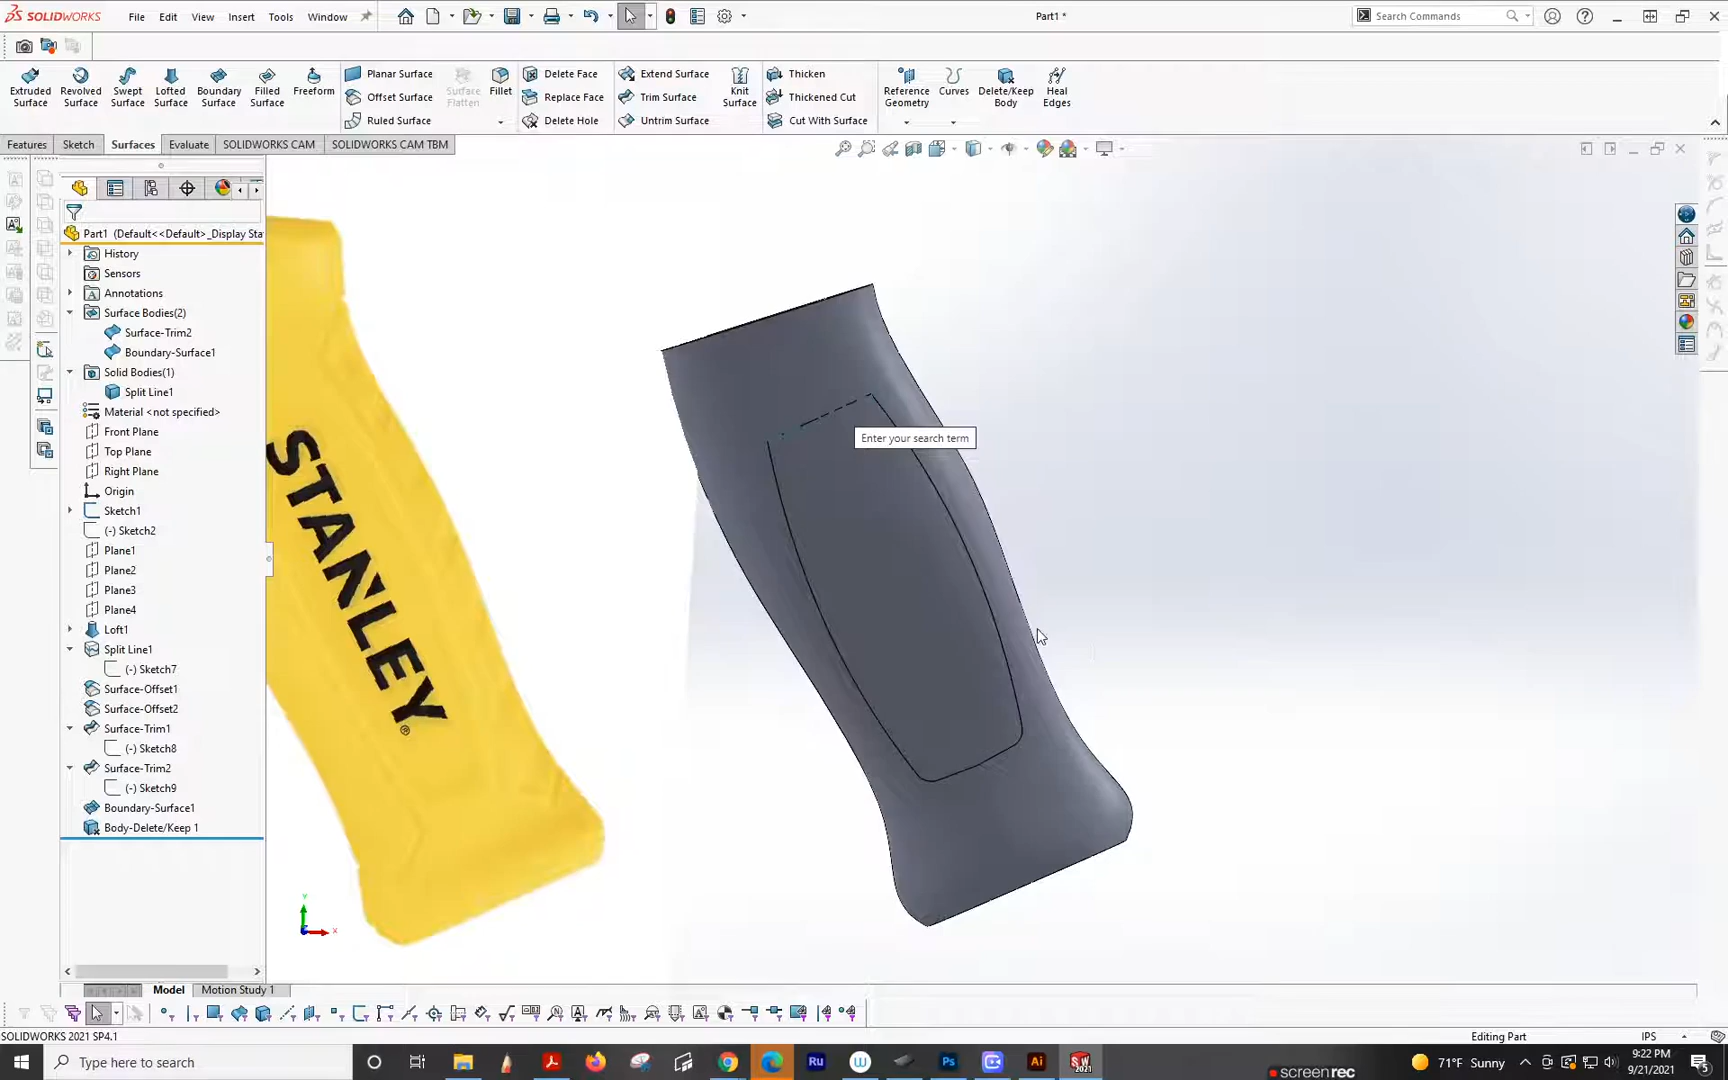 SOLIDWORKS File Edit View Insert Tools Window Part1 * Search Commands
Extruded Surface Revolved Surface Swept Surface Lofted Surface Boundary Surface Filled Surface Freeform Planar Surface Offset Surface Ruled Surface Surface Flatten Fillet Delete Face Replace Face Delete Hole Extend Surface Trim Surface Untrim Surface Knit Surface Thicken Thickened Cut Cut With Surface Reference Geometry Curves Delete/Keep Body Heal Edges
Features Sketch Surfaces Evaluate SOLIDWORKS CAM SOLIDWORKS CAM TBM
Part1 (Default<<Default>_Display Sta
History
Sensors
Annotations
Surface Bodies(2)
Surface-Trim2
Boundary-Surface1
Solid Bodies(1)
Split Line1
Material <not specified>
Front Plane
Top Plane
Right Plane
Origin
Sketch1
(-) Sketch2
Plane1
Plane2
Plane3
Plane4
Loft1
Split Line1
(-) Sketch7
Surface-Offset1
Surface-Offset2
Surface-Trim1
(-) Sketch8
Surface-Trim2
(-) Sketch9
Boundary-Surface1
Body-Delete/Keep 1
STANLEY®
Enter your search term
Y
X
Model Motion Study 1
SOLIDWORKS 2021 SP4.1 Editing Part IPS
Type here to search Ru W Ps Ai SW 2021 screenrec 71°F Sunny 9:22 PM
9/21/2021 5